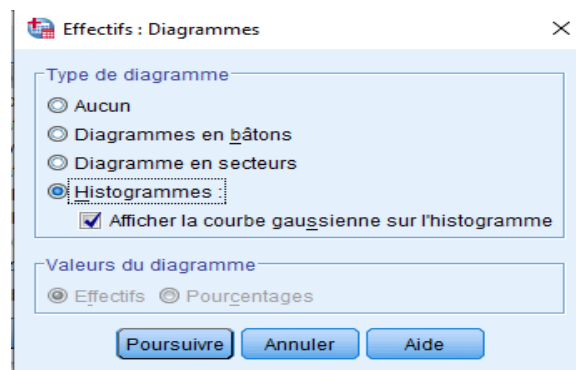 Effectifs : Diagrammes
Type de diagramme
Aucun
Diagrammes en bâtons
Diagramme en secteurs
Histogrammes :
Afficher la courbe gaussienne sur l'histogramme
Valeurs du diagramme
Effectifs Pourcentages
Poursuivre Annuler Aide